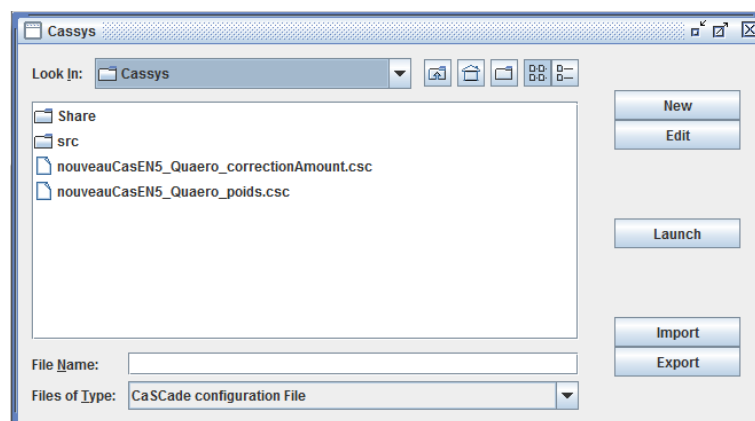 Cassys
Look In: Cassys
Share
src
nouveauCasEN5_Quaero_correctionAmount.csc
nouveauCasEN5_Quaero_poids.csc
File Name:
Files of Type: CaSCade configuration File
New
Edit
Launch
Import
Export